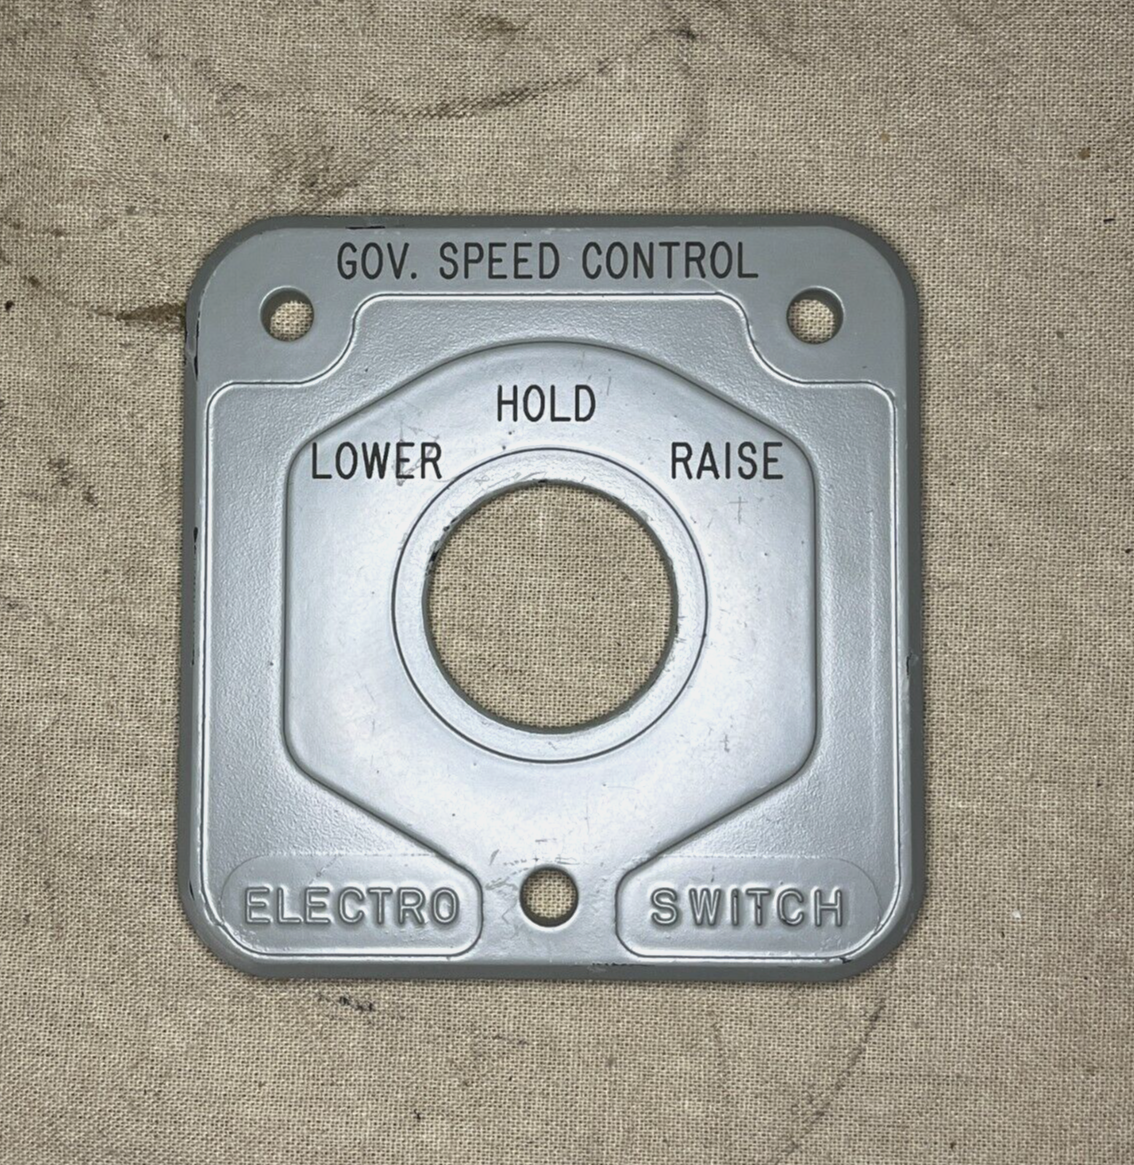 GOV. SPEED CONTROL
HOLD
LOWER RAISE
ELECTRO SWiTCH